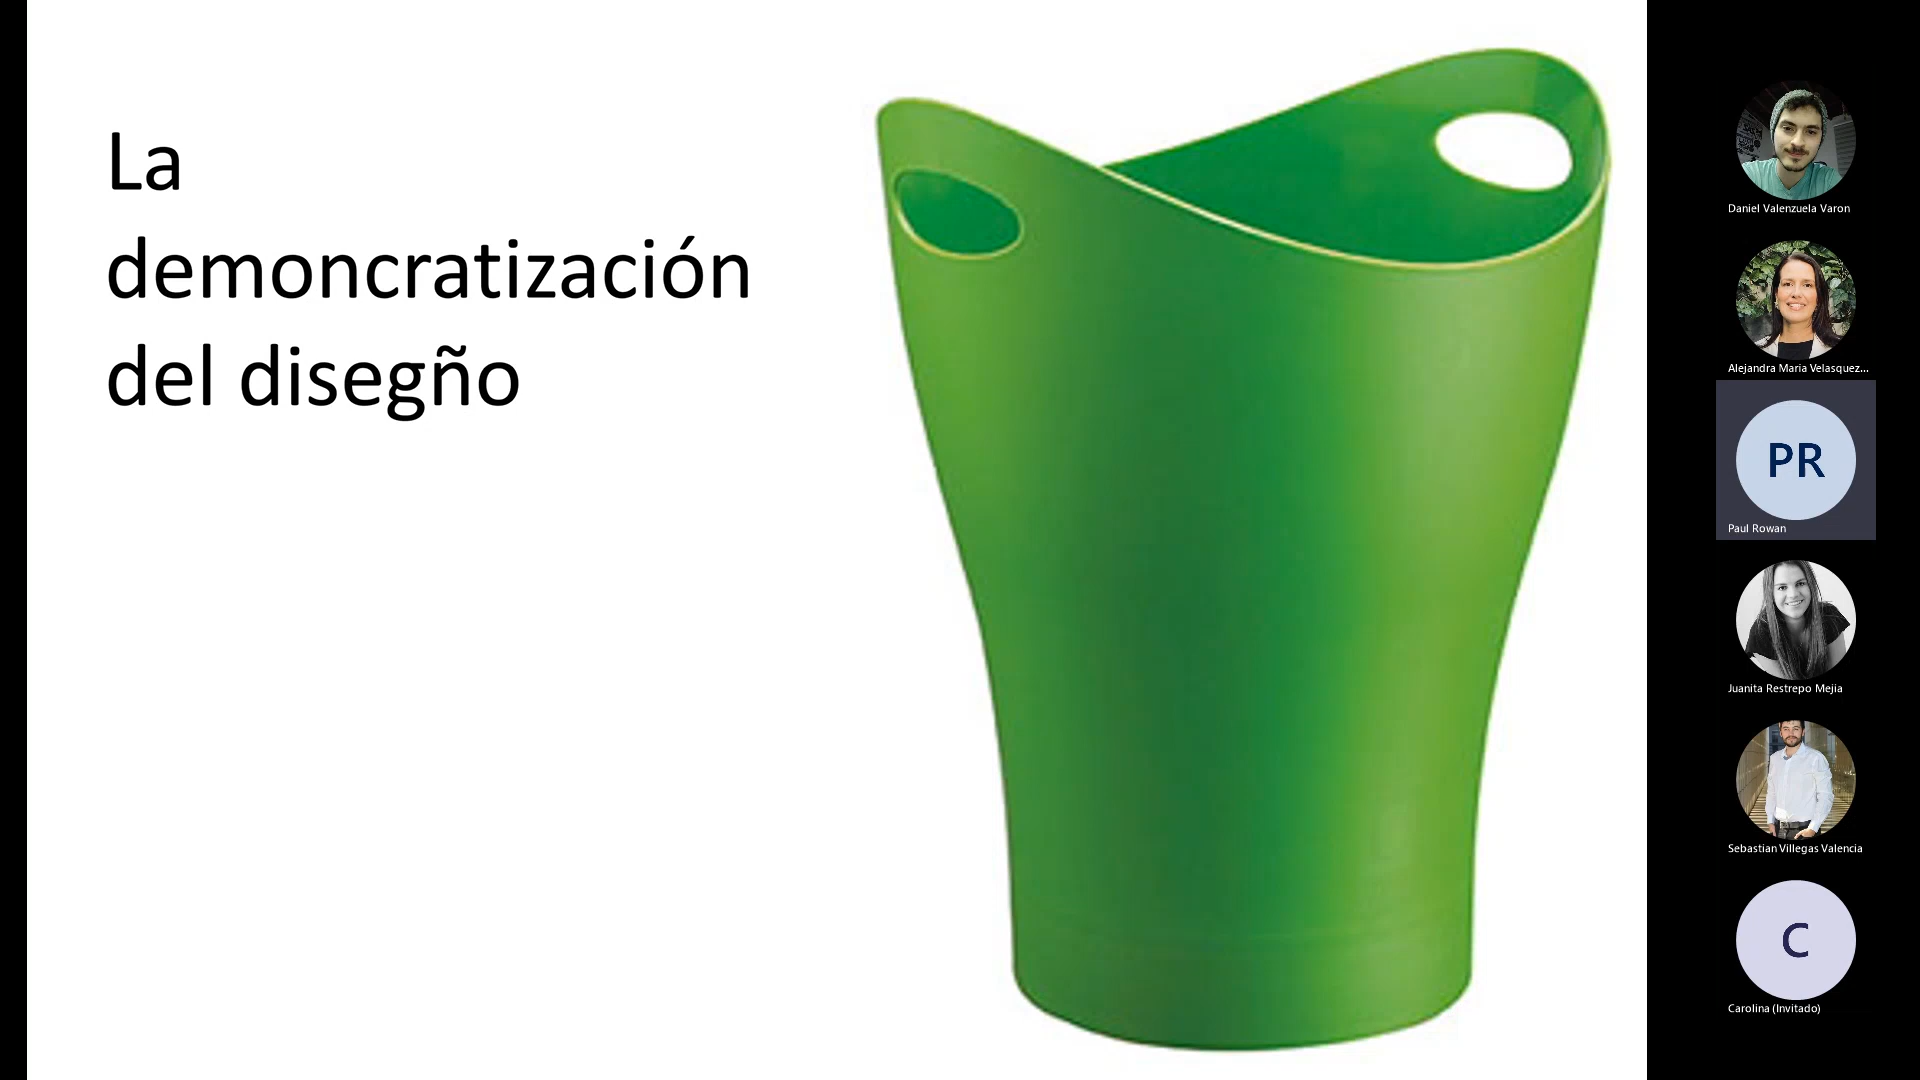 La
demoncratización
del disegño
Daniel Valenzuela Varon
Alejandra Maria Velasquez...
PR
Paul Rowan
Juanita Restrepo Mejia
Sebastian Villegas Valencia
C
Carolina (Invitado)